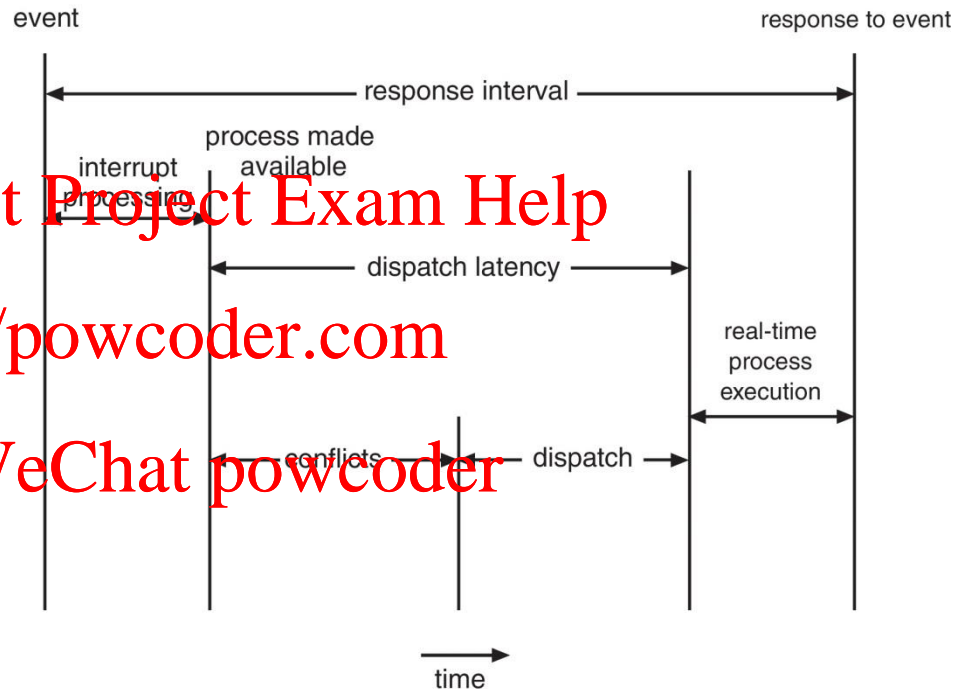 event
response to event
response interval
process made
available
interrupt
processing
t Project Exam Help
dispatch latency
/powcoder.com
real-time
process
execution
conflicts
dispatch
eChat powcoder
time